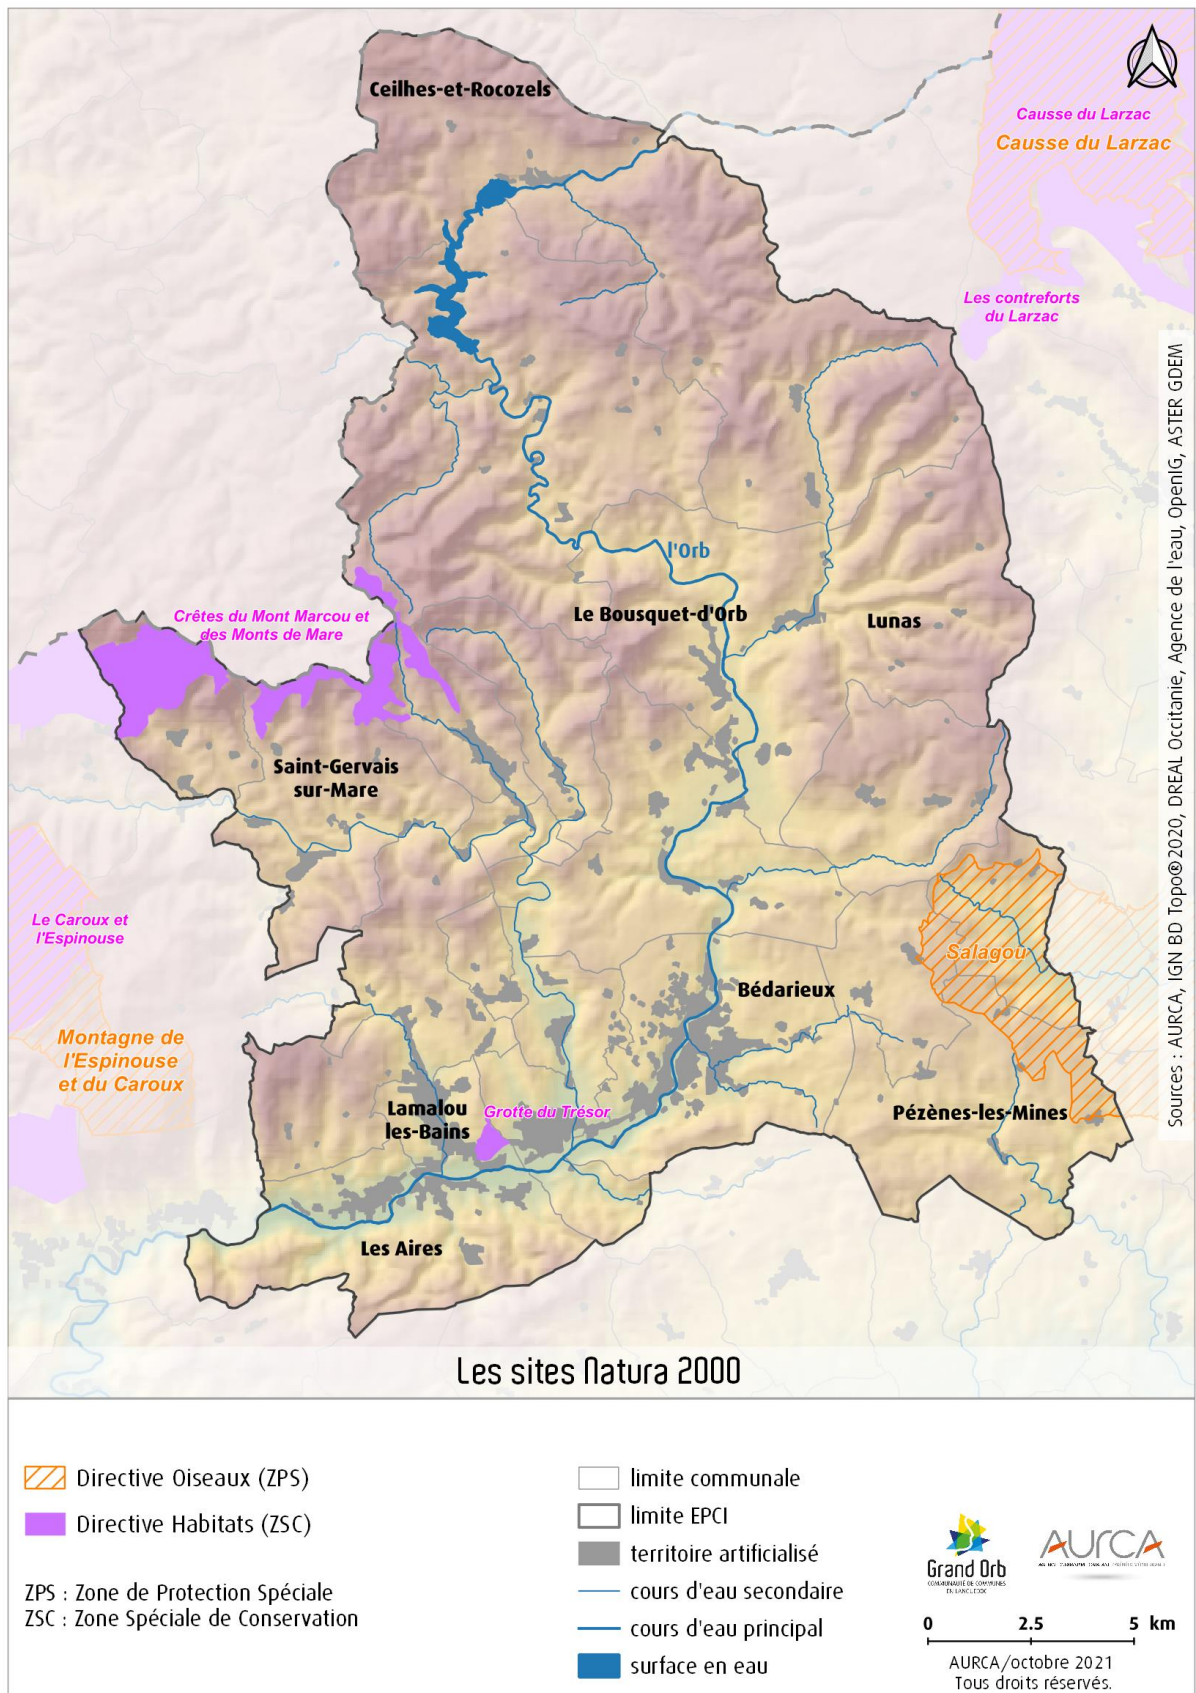 Ceilhes-et-Rocozels
Causse du Larzac
Causse du Larzac
Les contreforts
du Larzac
l'Orb
Crêtes du Mont Marcou et
des Monts de Mare
Le Bousquet-d'Orb
Lunas
Saint-Gervais
sur-Mare
Le Caroux et
l'Espinouse
Salagou
Bédarieux
Montagne de
l'Espinouse
et du Caroux
Lamalou
les-Bains
Grotte du Trésor
Pézènes-les-Mines
Les Aires
Sources : AURCA, IGN BD Topo®2020, DREAL Occitanie, Agence de l'eau, OpenIG, ASTER GDEM
Les sites Natura 2000
Directive Oiseaux (ZPS)
Directive Habitats (ZSC)
ZPS : Zone de Protection Spéciale
ZSC : Zone Spéciale de Conservation
limite communale
limite EPCI
territoire artificialisé
cours d'eau secondaire
cours d'eau principal
surface en eau
Grand Orb
COMMUNAUTÉ DE COMMUNES
EN LANGUEDOC
AURCA
0 2.5 5 km
AURCA/octobre 2021
Tous droits réservés.